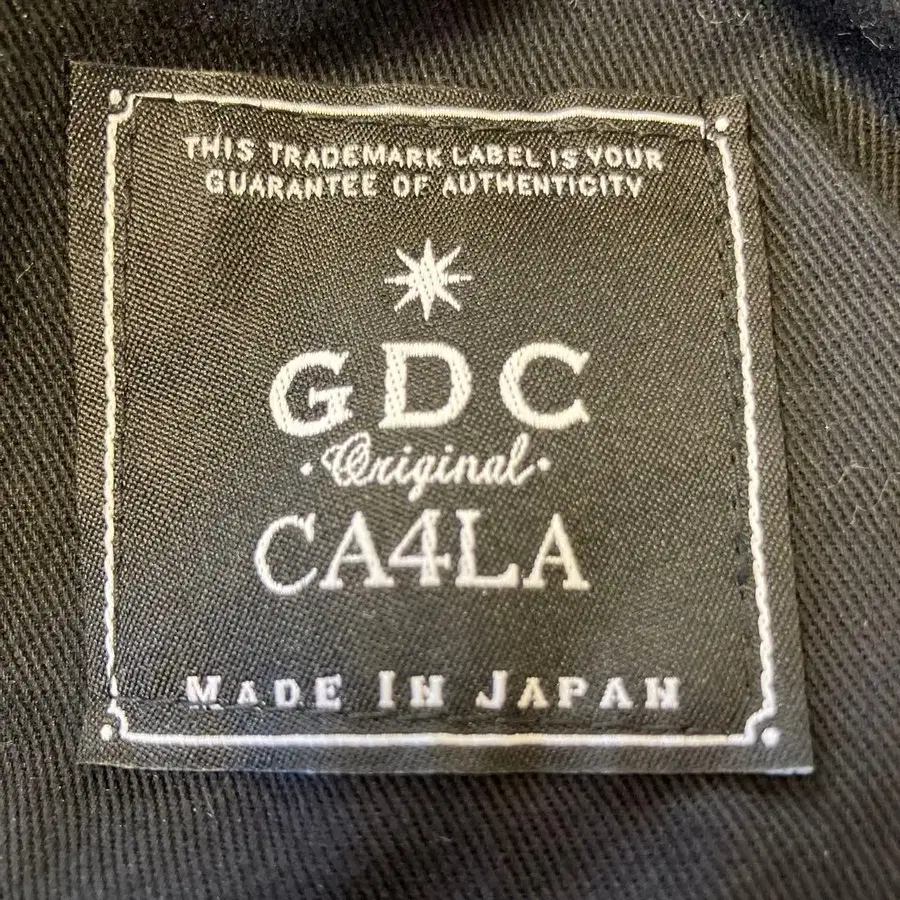 THIS TRADEMARK LABEL IS YOUR
GUARANTEE OF AUTHENTICITY
GDC
·Original·
CA4LA
MADE IN JAPAN